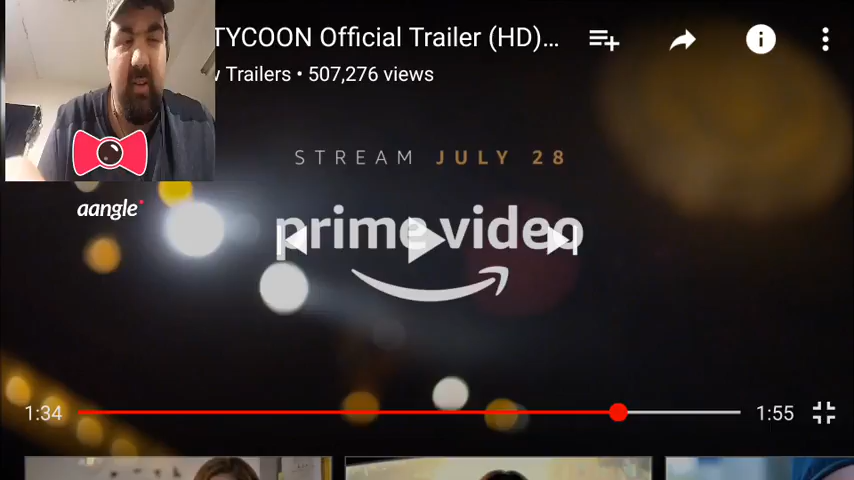 TYCOON Official Trailer (HD)...
w Trailers • 507,276 views
STREAM JULY 28
prime video
aangle
1:34
1:55